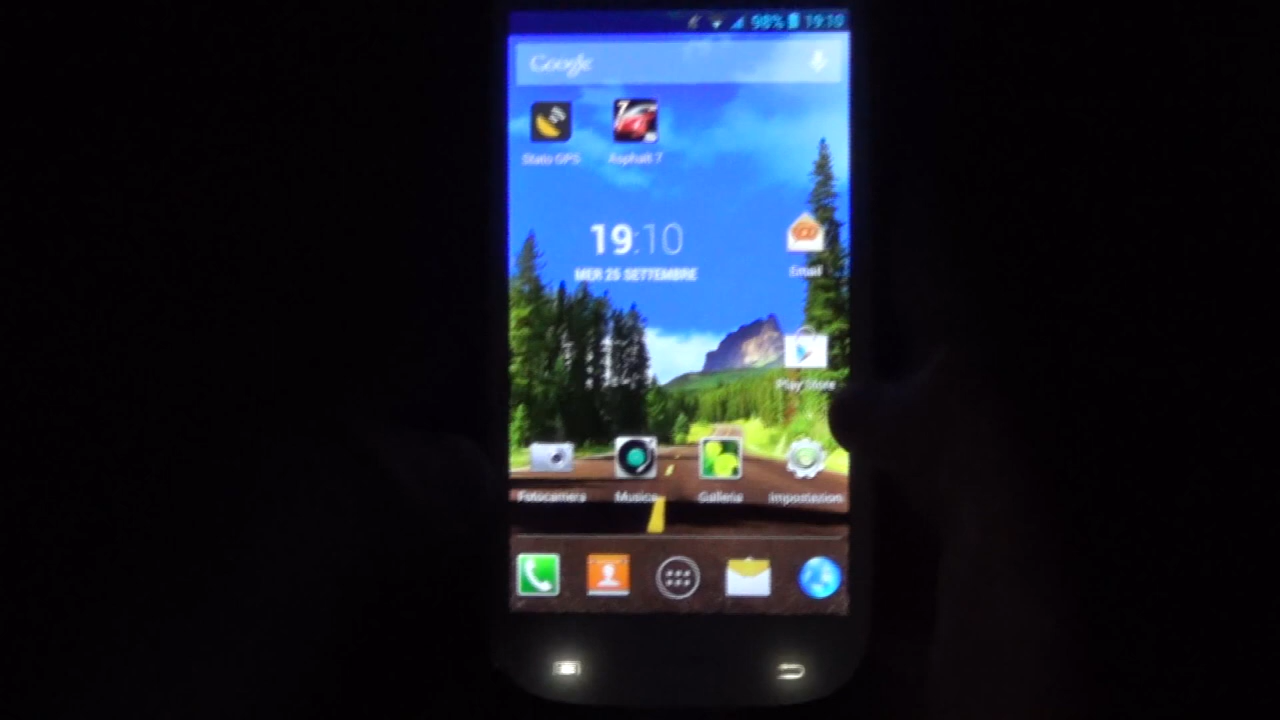 98% 19:10
Google
Stato GPS Asphalt 7
19:10
MER 25 SETTEMBRE
Email
Play Store
Fotocamera Musica Galleria Impostazioni